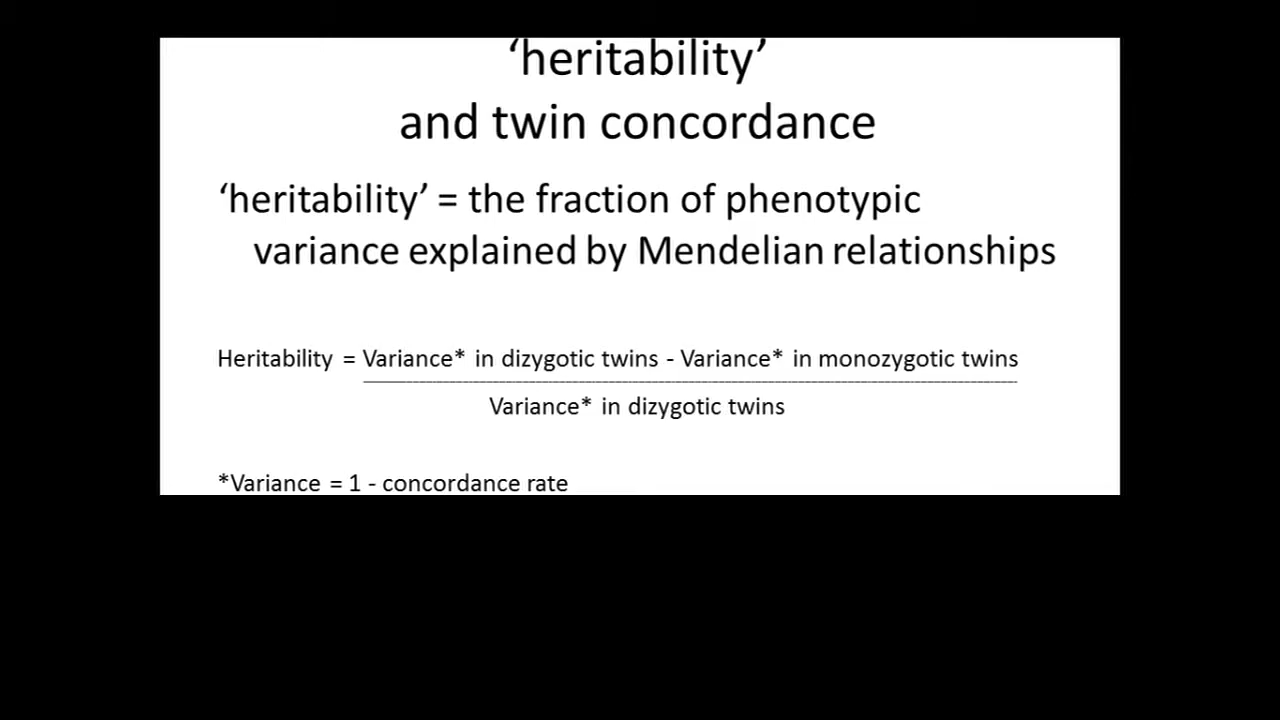 ‘heritability’
and twin concordance
‘heritability’ = the fraction of phenotypic
variance explained by Mendelian relationships
Heritability = Variance* in dizygotic twins - Variance* in monozygotic twins
Variance* in dizygotic twins
*Variance = 1 - concordance rate